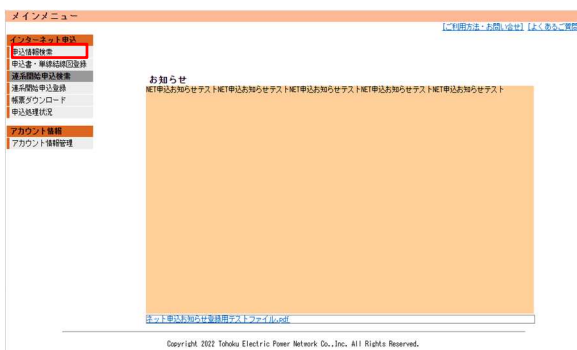 メインメニュー
[ご利用方法・お問い合せ] [よくあるご質問
インターネット申込
申込情報検索
申込書・単線結線図登録
連系開始申込検索
連系開始申込登録
帳票ダウンロード
申込処理状況
アカウント情報
アカウント情報管理
お知らせ
NET申込お知らせテストNET申込お知らせテストNET申込お知らせテストNET申込お知らせテストNET申込お知らせテスト
ネット申込お知らせ登録用テストファイル.pdf
Copyright 2022 Tohoku Electric Power Network Co.,Inc. All Rights Reserved.